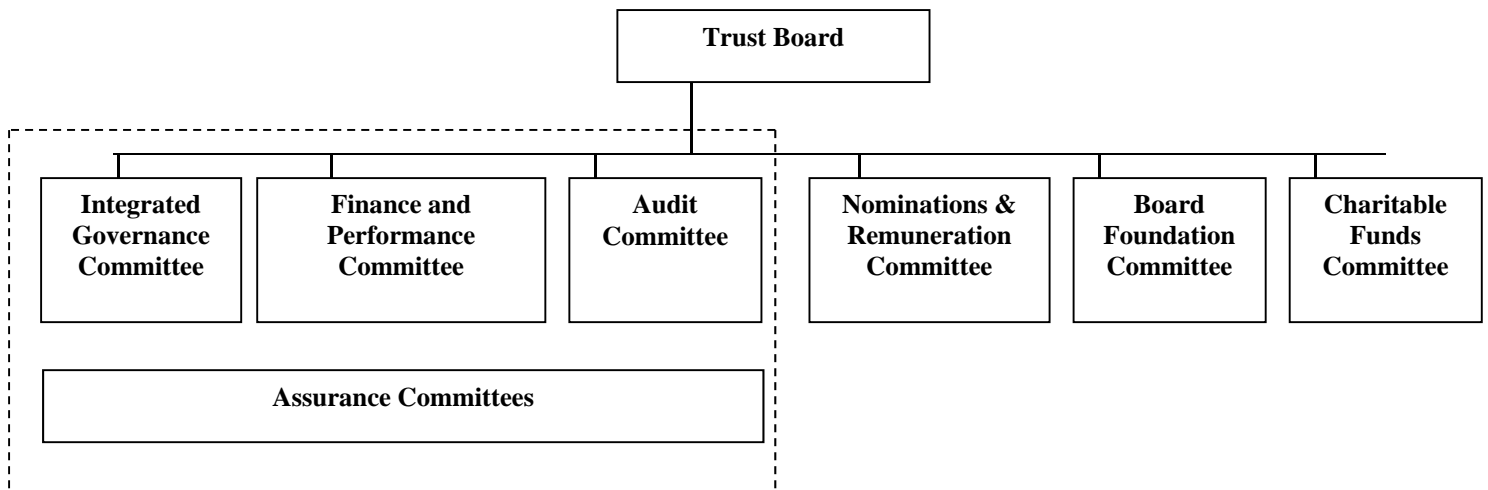 Trust Board
Integrated
Governance
Committee
Finance and
Performance
Committee
Audit
Committee
Nominations &
Remuneration
Committee
Board
Foundation
Committee
Charitable
Funds
Committee
Assurance Committees